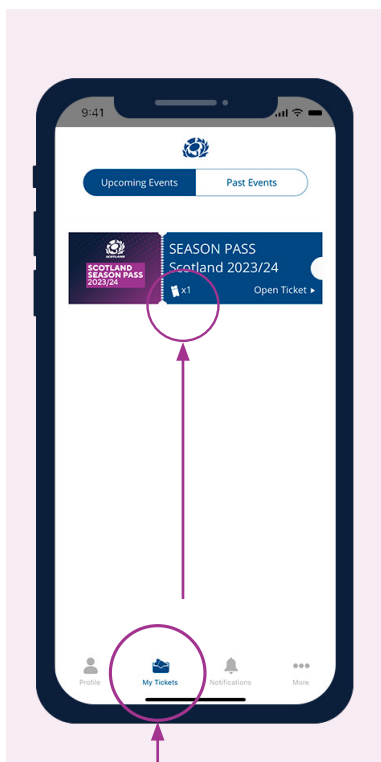 9:41
Upcoming Events
Past Events
SCOTLAND
SCOTLAND
SEASON PASS
2023/24
SEASON PASS
Scotland 2023/24
x1
Open Ticket
Profile
My Tickets
Notifications
More